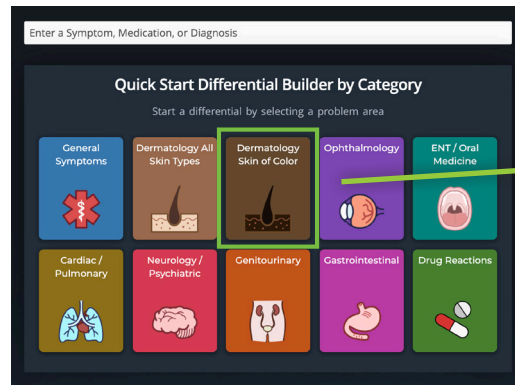 Enter a Symptom, Medication, or Diagnosis
Quick Start Differential Builder by Category
Start a differential by selecting a problem area
General
Symptoms
Dermatology All
Skin Types
Dermatology
Skin of Color
Ophthalmology
ENT / Oral
Medicine
Cardiac /
Pulmonary
Neurology /
Psychiatric
Genitourinary
Gastrointestinal
Drug Reactions